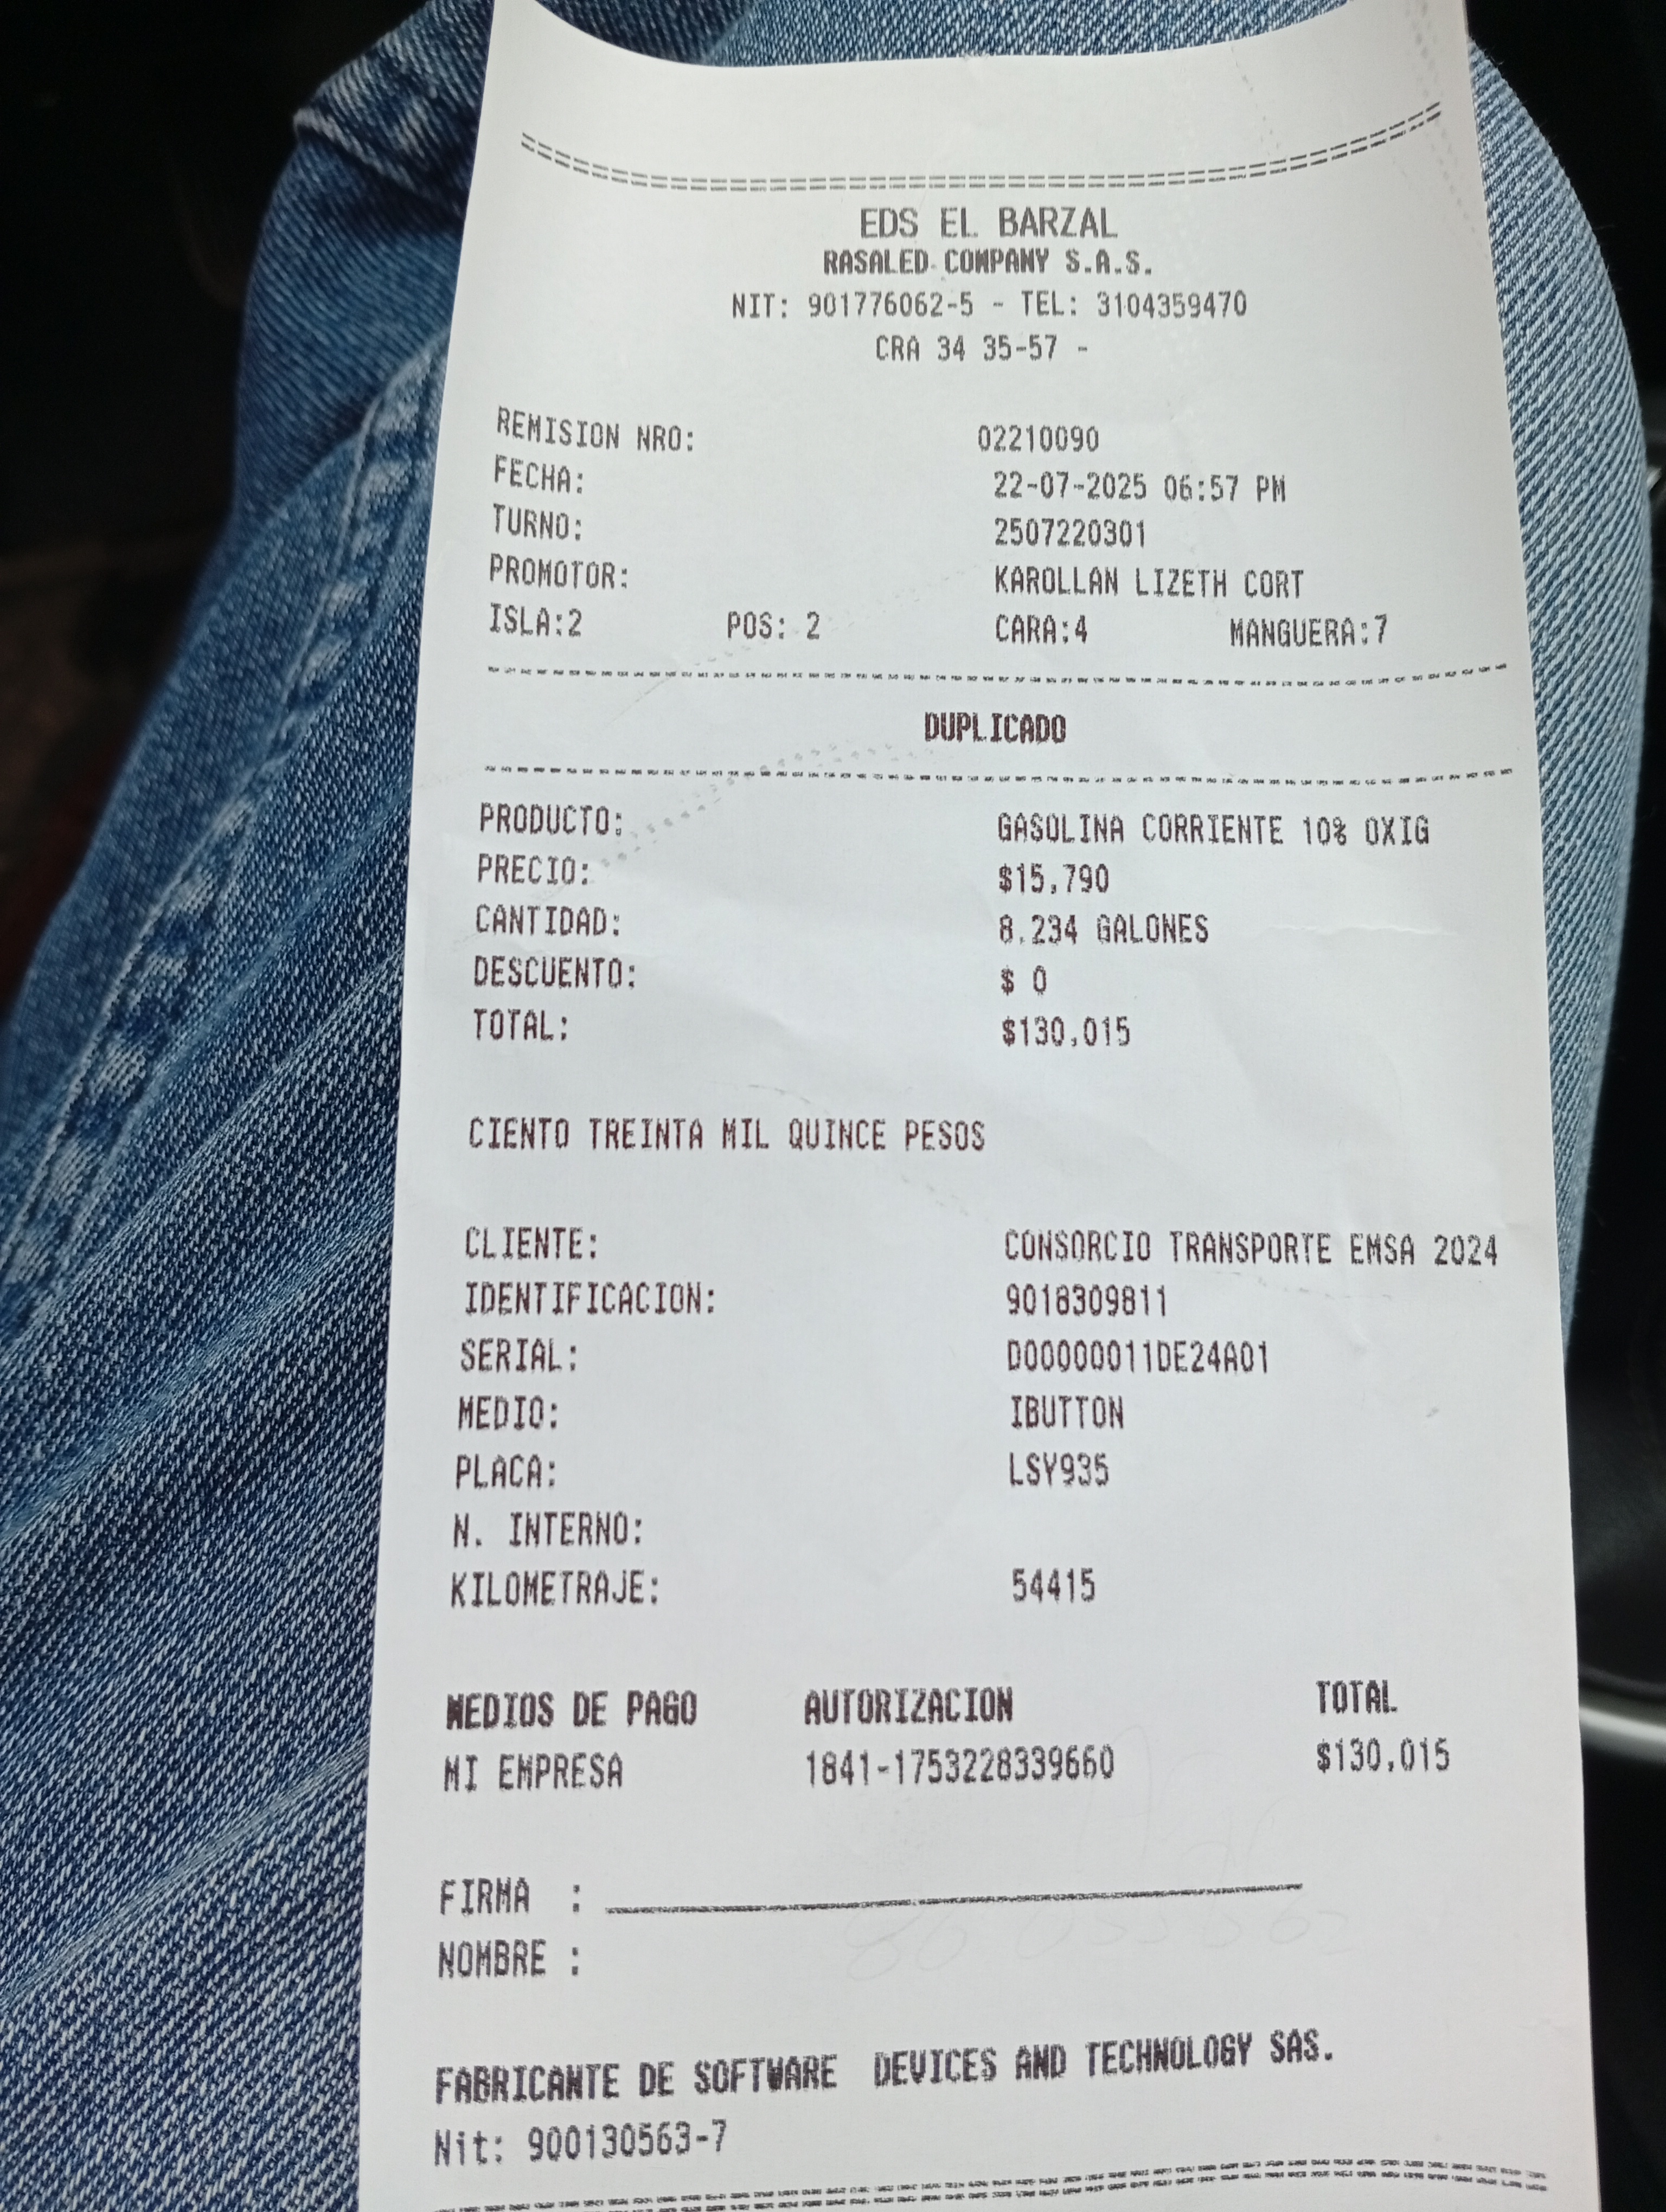 EDS EL BARZAL
RASALED COMPANY S.A.S.
NIT: 901776062-5 - TEL: 3104359470
CRA 34 35-57 -
REMISION NRO: 02210090
FECHA: 22-07-2025 06:57 PM
TURNO: 2507220301
PROMOTOR: KAROLLAN LIZETH CORT
ISLA:2 POS: 2 CARA:4 MANGUERA:7
DUPLICADO
PRODUCTO: GASOLINA CORRIENTE 10% OXIG
PRECIO: $15,790
CANTIDAD: 8.234 GALONES
DESCUENTO: $ 0
TOTAL: $130,015
CIENTO TREINTA MIL QUINCE PESOS
CLIENTE: CONSORCIO TRANSPORTE EMSA 2024
IDENTIFICACION: 9018309811
SERIAL: D00000011DE24A01
MEDIO: IBUTTON
PLACA: LSY935
N. INTERNO:
KILOMETRAJE: 54415
MEDIOS DE PAGO AUTORIZACION TOTAL
MI EMPRESA 1841-1753228339660 $130,015
FIRMA :
NOMBRE :
FABRICANTE DE SOFTWARE DEVICES AND TECHNOLOGY SAS.
Nit: 900130563-7